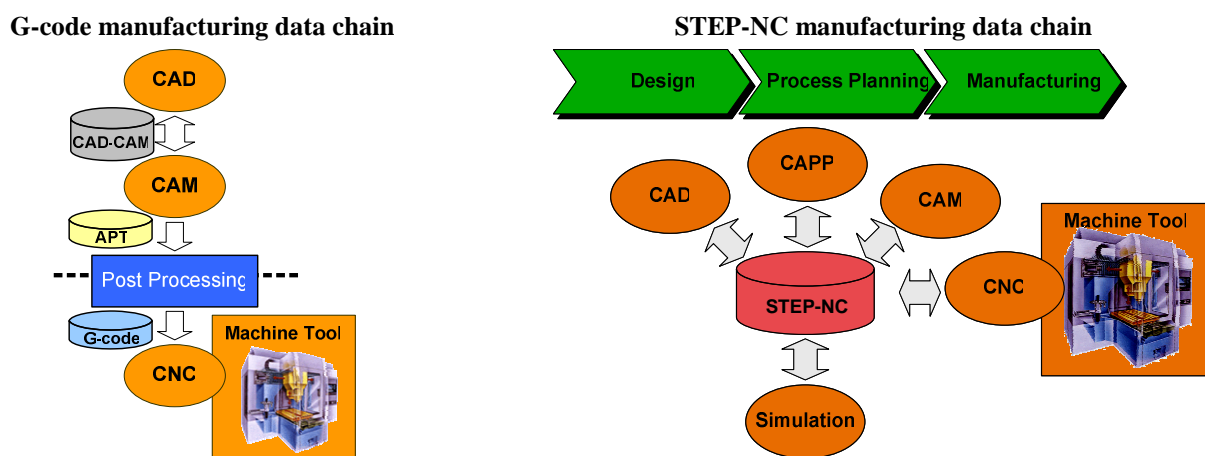 G-code manufacturing data chain
CAD
CAD-CAM
CAM
APT
Post Processing
G-code
CNC
Machine Tool
STEP-NC manufacturing data chain
Design
Process Planning
Manufacturing
CAD
CAPP
CAM
STEP-NC
CNC
Machine Tool
Simulation